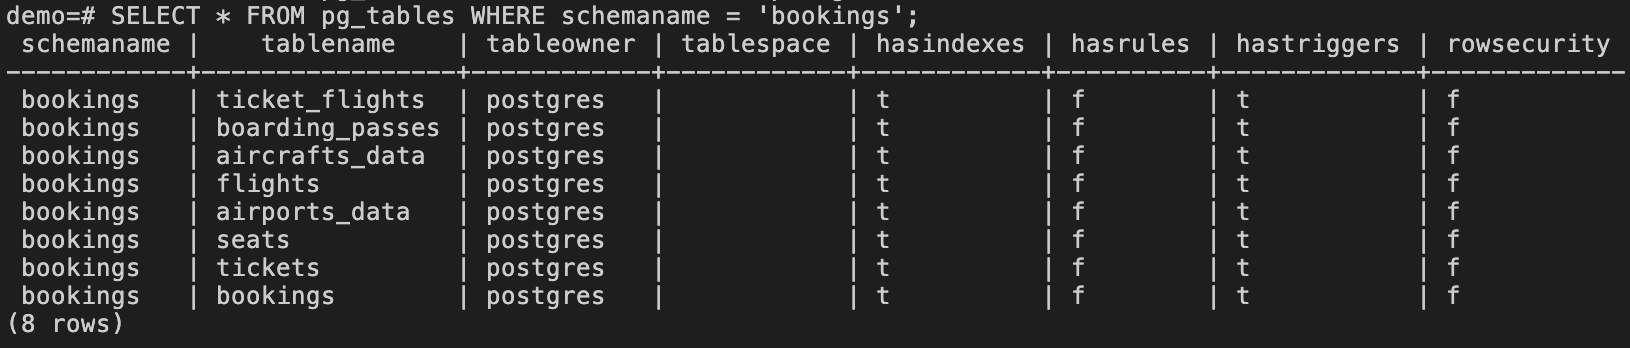 demo=# SELECT * FROM pg_tables WHERE schemaname = 'bookings';
 schemaname |    tablename    | tableowner | tablespace | hasindexes | hasrules | hastriggers | rowsecurity
------------+-----------------+------------+------------+------------+----------+-------------+-------------
 bookings   | ticket_flights  | postgres   |            | t          | f        | t           | f
 bookings   | boarding_passes | postgres   |            | t          | f        | t           | f
 bookings   | aircrafts_data  | postgres   |            | t          | f        | t           | f
 bookings   | flights         | postgres   |            | t          | f        | t           | f
 bookings   | airports_data   | postgres   |            | t          | f        | t           | f
 bookings   | seats           | postgres   |            | t          | f        | t           | f
 bookings   | tickets         | postgres   |            | t          | f        | t           | f
 bookings   | bookings        | postgres   |            | t          | f        | t           | f
(8 rows)